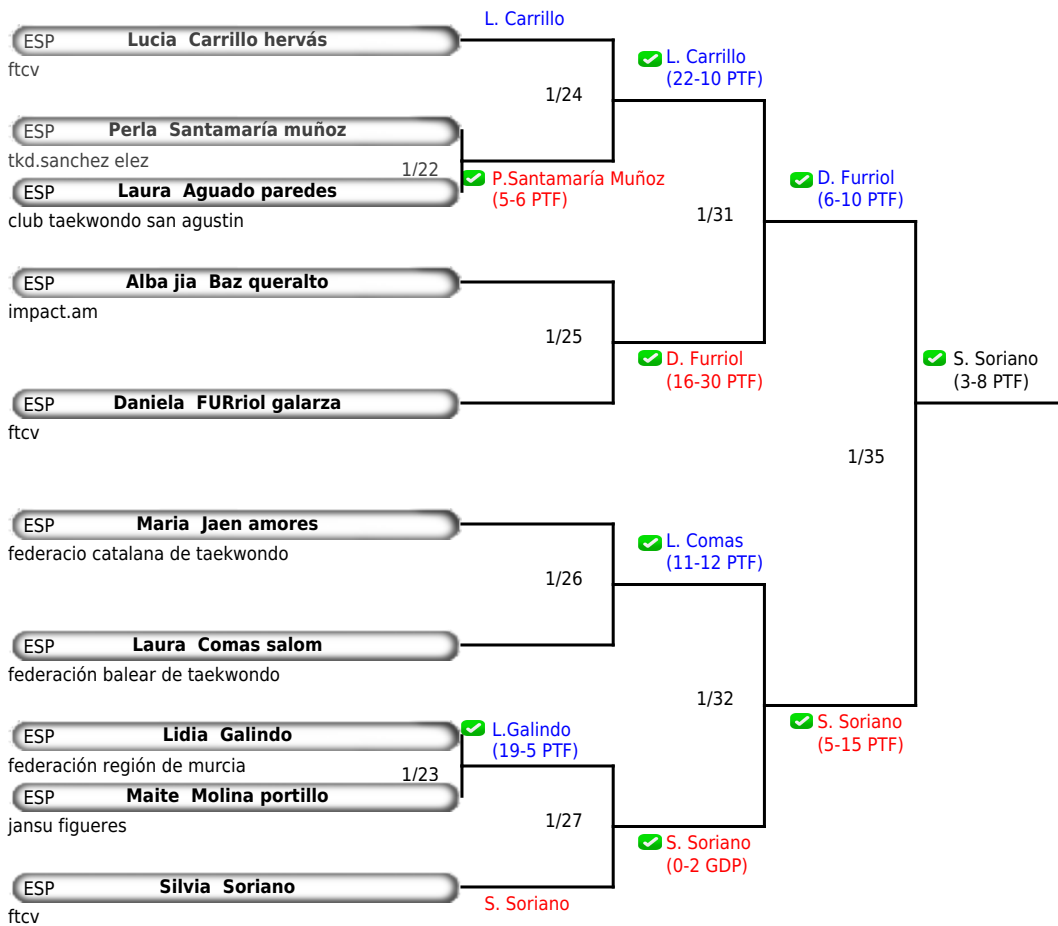 L. Carrillo
ESP Lucia Carrillo hervás
ftcv
L. Carrillo
(22-10 PTF)
1/24
ESP Perla Santamaría muñoz
tkd.sanchez elez
1/22
P.Santamaría Muñoz
(5-6 PTF)
ESP Laura Aguado paredes
club taekwondo san agustin
D. Furriol
(6-10 PTF)
1/31
ESP Alba jia Baz queralto
impact.am
1/25
D. Furriol
(16-30 PTF)
S. Soriano
(3-8 PTF)
ESP Daniela FURriol galarza
ftcv
1/35
ESP Maria Jaen amores
federacio catalana de taekwondo
L. Comas
(11-12 PTF)
1/26
ESP Laura Comas salom
federación balear de taekwondo
1/32
ESP Lidia Galindo
federación región de murcia
L.Galindo
(19-5 PTF)
S. Soriano
(5-15 PTF)
1/23
ESP Maite Molina portillo
jansu figueres
1/27
S. Soriano
(0-2 GDP)
ESP Silvia Soriano
ftcv
S. Soriano